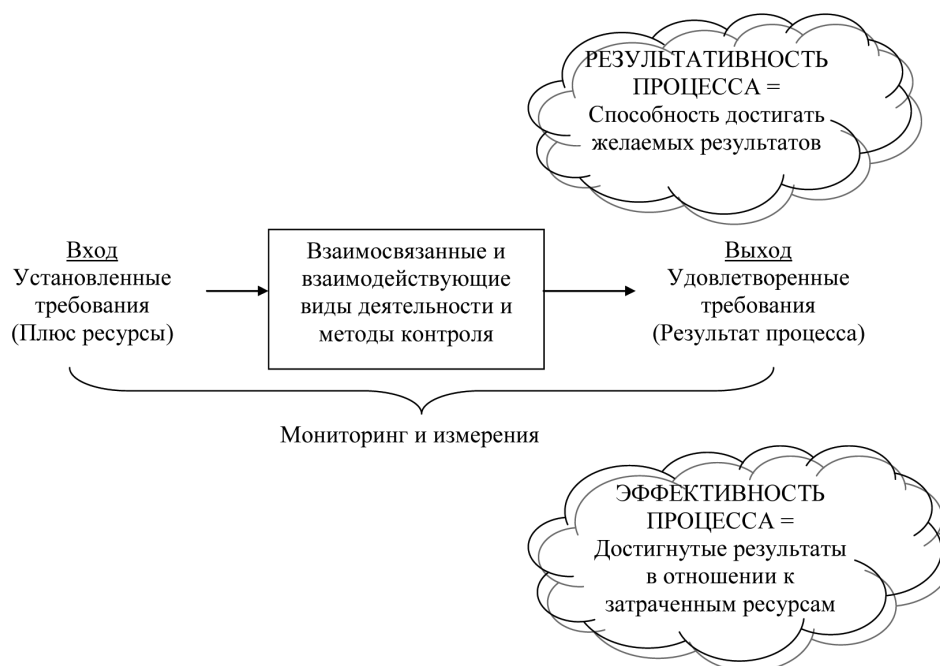 РЕЗУЛЬТАТИВНОСТЬ
ПРОЦЕССА =
Способность достигать
желаемых результатов
Вход
Установленные
требования
(Плюс ресурсы)
Взаимосвязанные и
взаимодействующие
виды деятельности и
методы контроля
Выход
Удовлетворенные
требования
(Результат процесса)
Мониторинг и измерения
ЭФФЕКТИВНОСТЬ
ПРОЦЕССА =
Достигнутые результаты
в отношении к
затраченным ресурсам